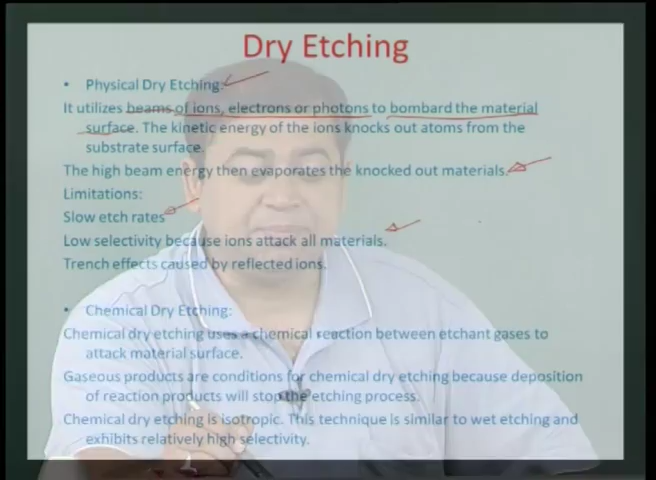 Dry Etching
• Physical Dry Etching:
It utilizes beams of ions, electrons or photons to bombard the material
surface. The kinetic energy of the ions knocks out atoms from the
substrate surface.
The high beam energy then evaporates the knocked out materials.
Limitations:
Slow etch rates
Low selectivity because ions attack all materials.
Trench effects caused by reflected ions.
• Chemical Dry Etching:
Chemical dry etching uses a chemical reaction between etchant gases to
attack material surface.
Gaseous products are conditions for chemical dry etching because deposition
of reaction products will stop the etching process.
Chemical dry etching is isotropic. This technique is similar to wet etching and
exhibits relatively high selectivity.